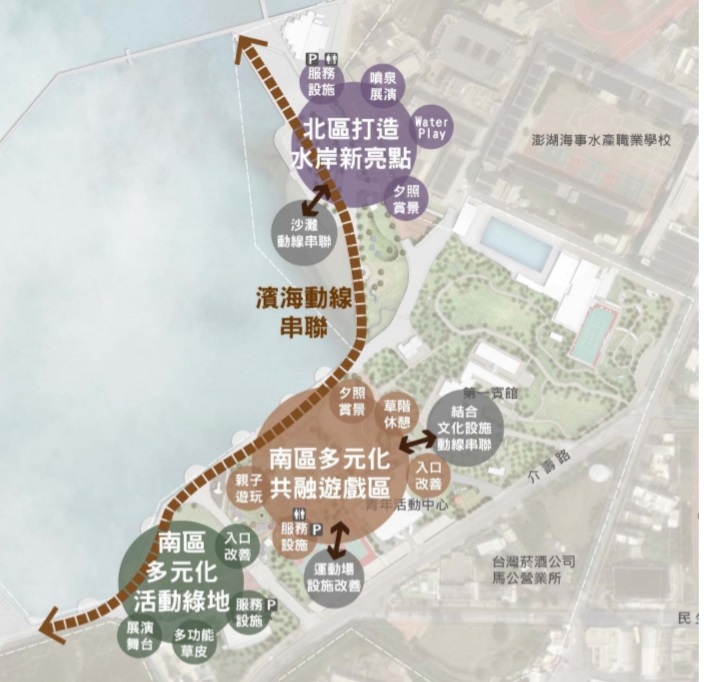 P
服務
設施
噴泉
展演
北區打造
水岸新亮點
Water
Play
澎湖海事水產職業學校
夕照
賞景
沙灘
動線串聯
濱海動線
串聯
夕照
賞景
草階
休憩
第一賓館
結合
文化設施
動線串聯
南區多元化
共融遊戲區
親子
遊玩
入口
改善
介壽路
青年活動中心
服務
設施
P
南區
多元化
活動綠地
入口
改善
運動場
設施改善
台灣菸酒公司
馬公營業所
服務
設施
P
展演
舞台
多功能
草皮
民